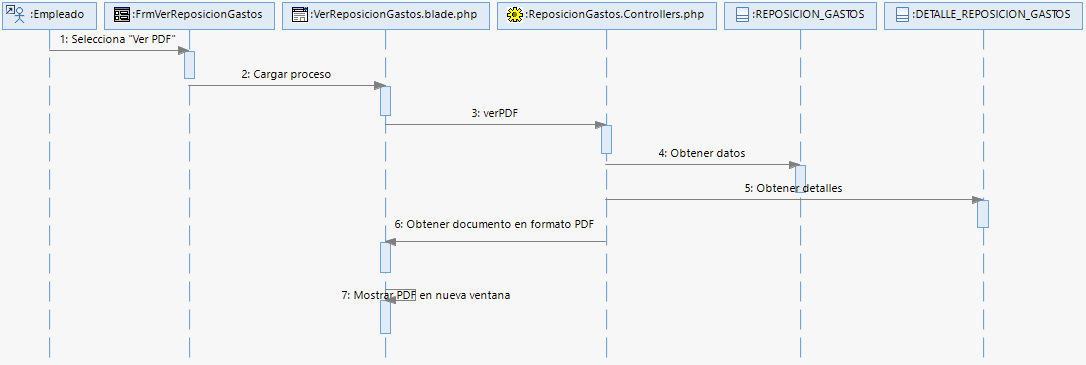 :Empleado
:FrmVerReposicionGastos
:VerReposicionGastos.blade.php
:ReposicionGastos.Controllers.php
:REPOSICION_GASTOS
:DETALLE_REPOSICION_GASTOS
1: Selecciona "Ver PDF"
2: Cargar proceso
3: verPDF
4: Obtener datos
5: Obtener detalles
6: Obtener documento en formato PDF
7: Mostrar PDF en nueva ventana